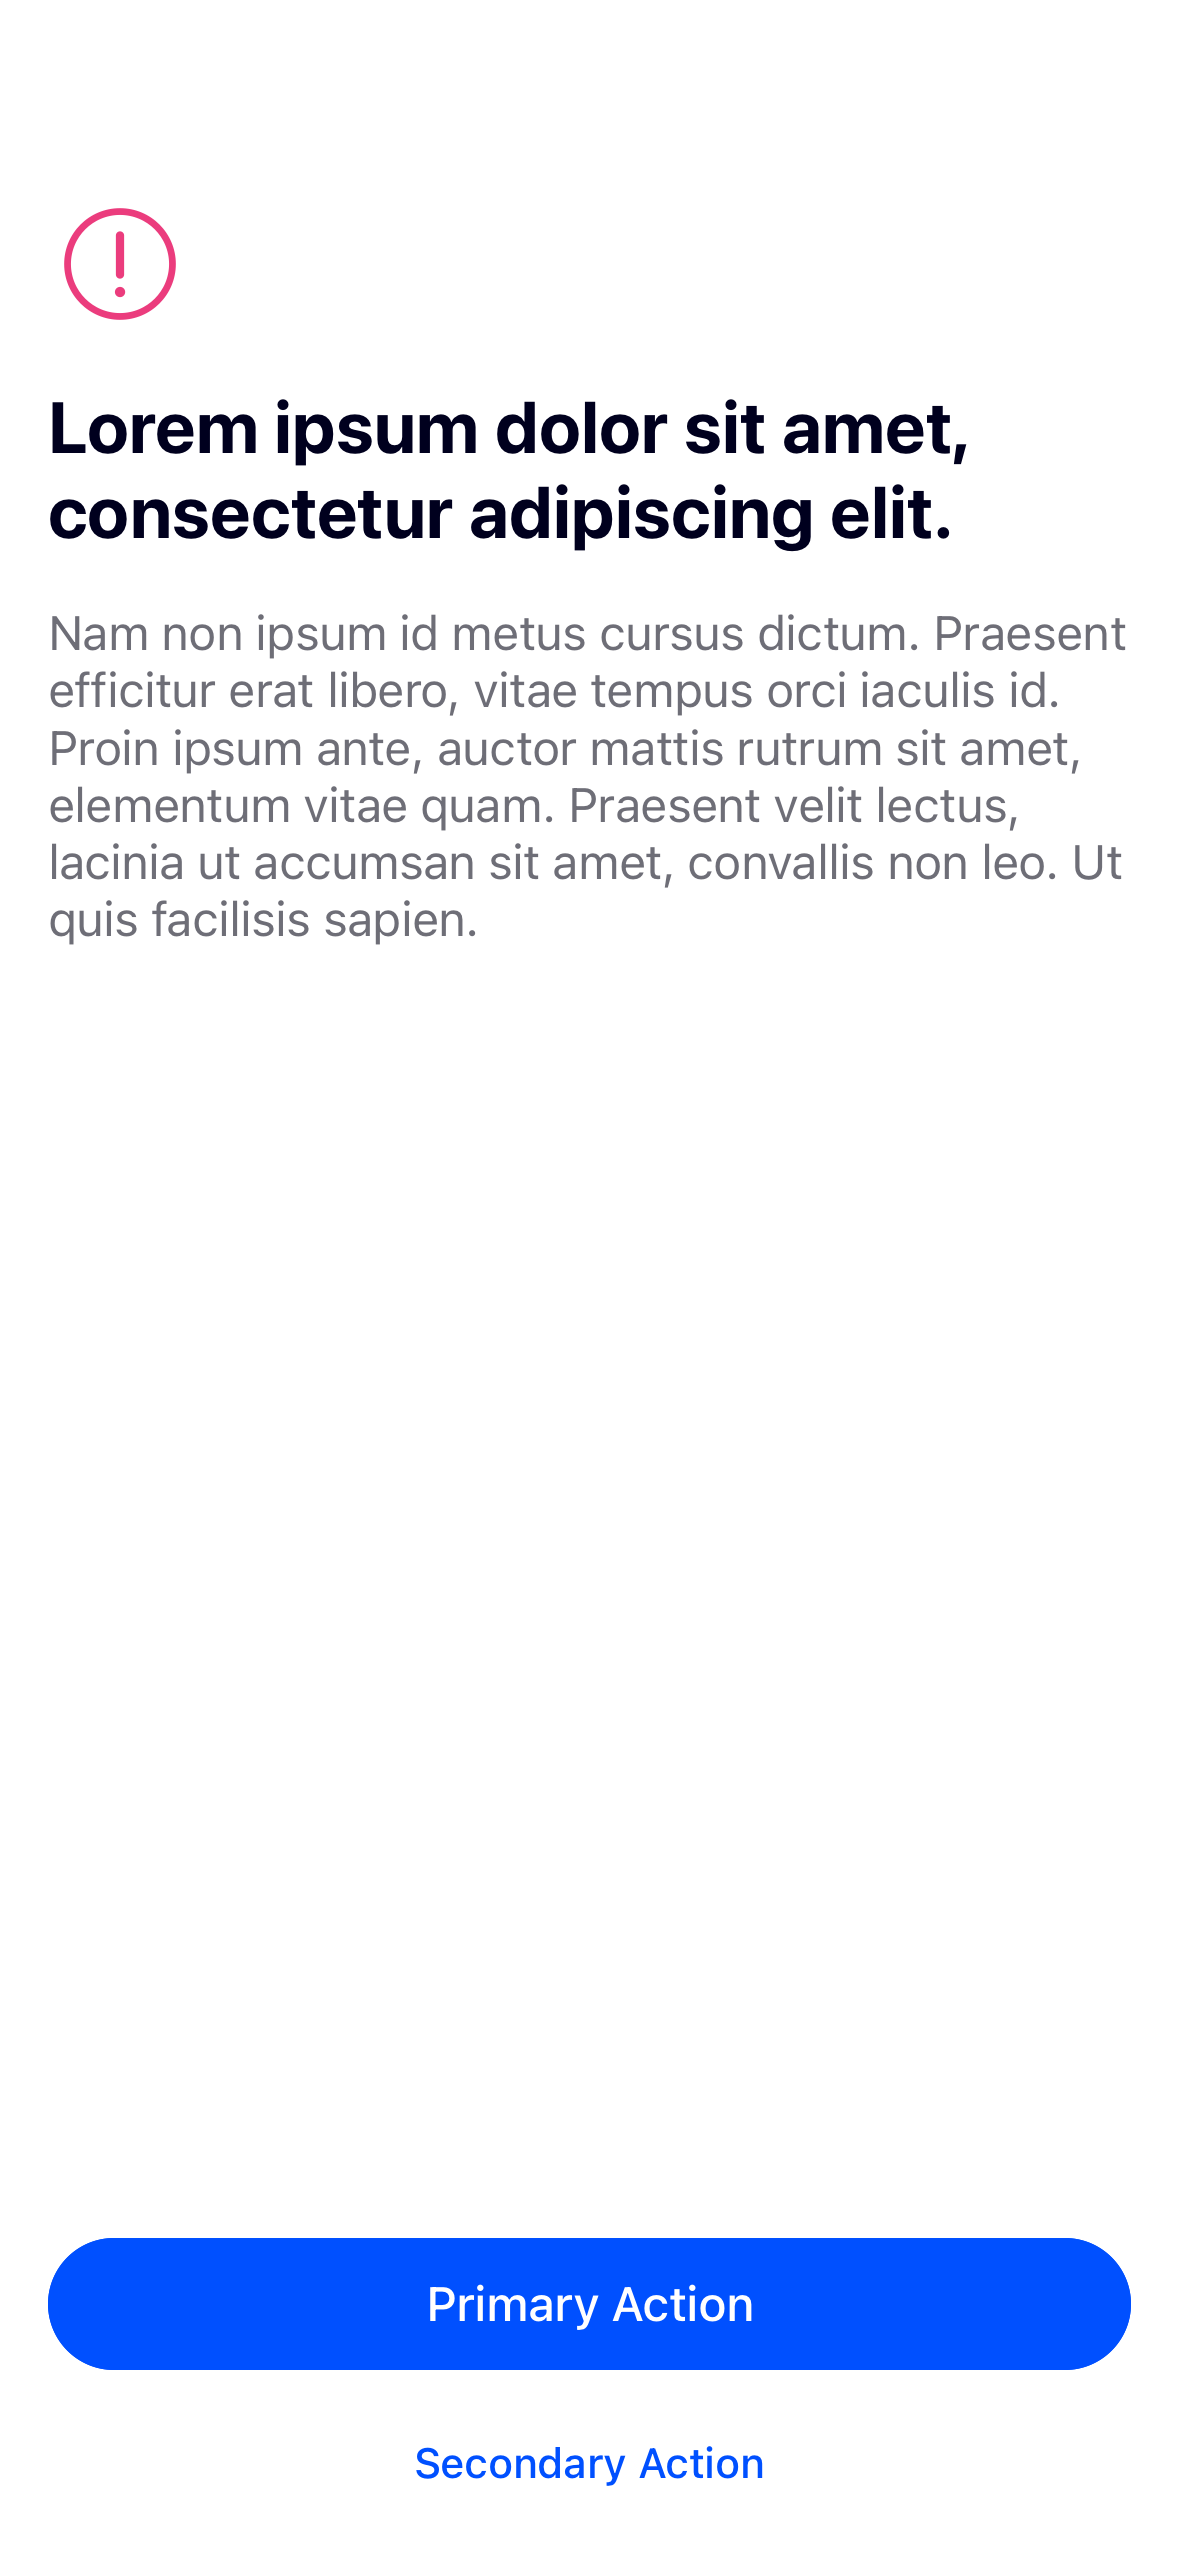 Lorem ipsum dolor sit amet,
consectetur adipiscing elit.
Nam non ipsum id metus cursus dictum. Praesent
efficitur erat libero, vitae tempus orci iaculis id.
Proin ipsum ante, auctor mattis rutrum sit amet,
elementum vitae quam. Praesent velit lectus,
lacinia ut accumsan sit amet, convallis non leo. Ut
quis facilisis sapien.
Primary Action
Secondary Action